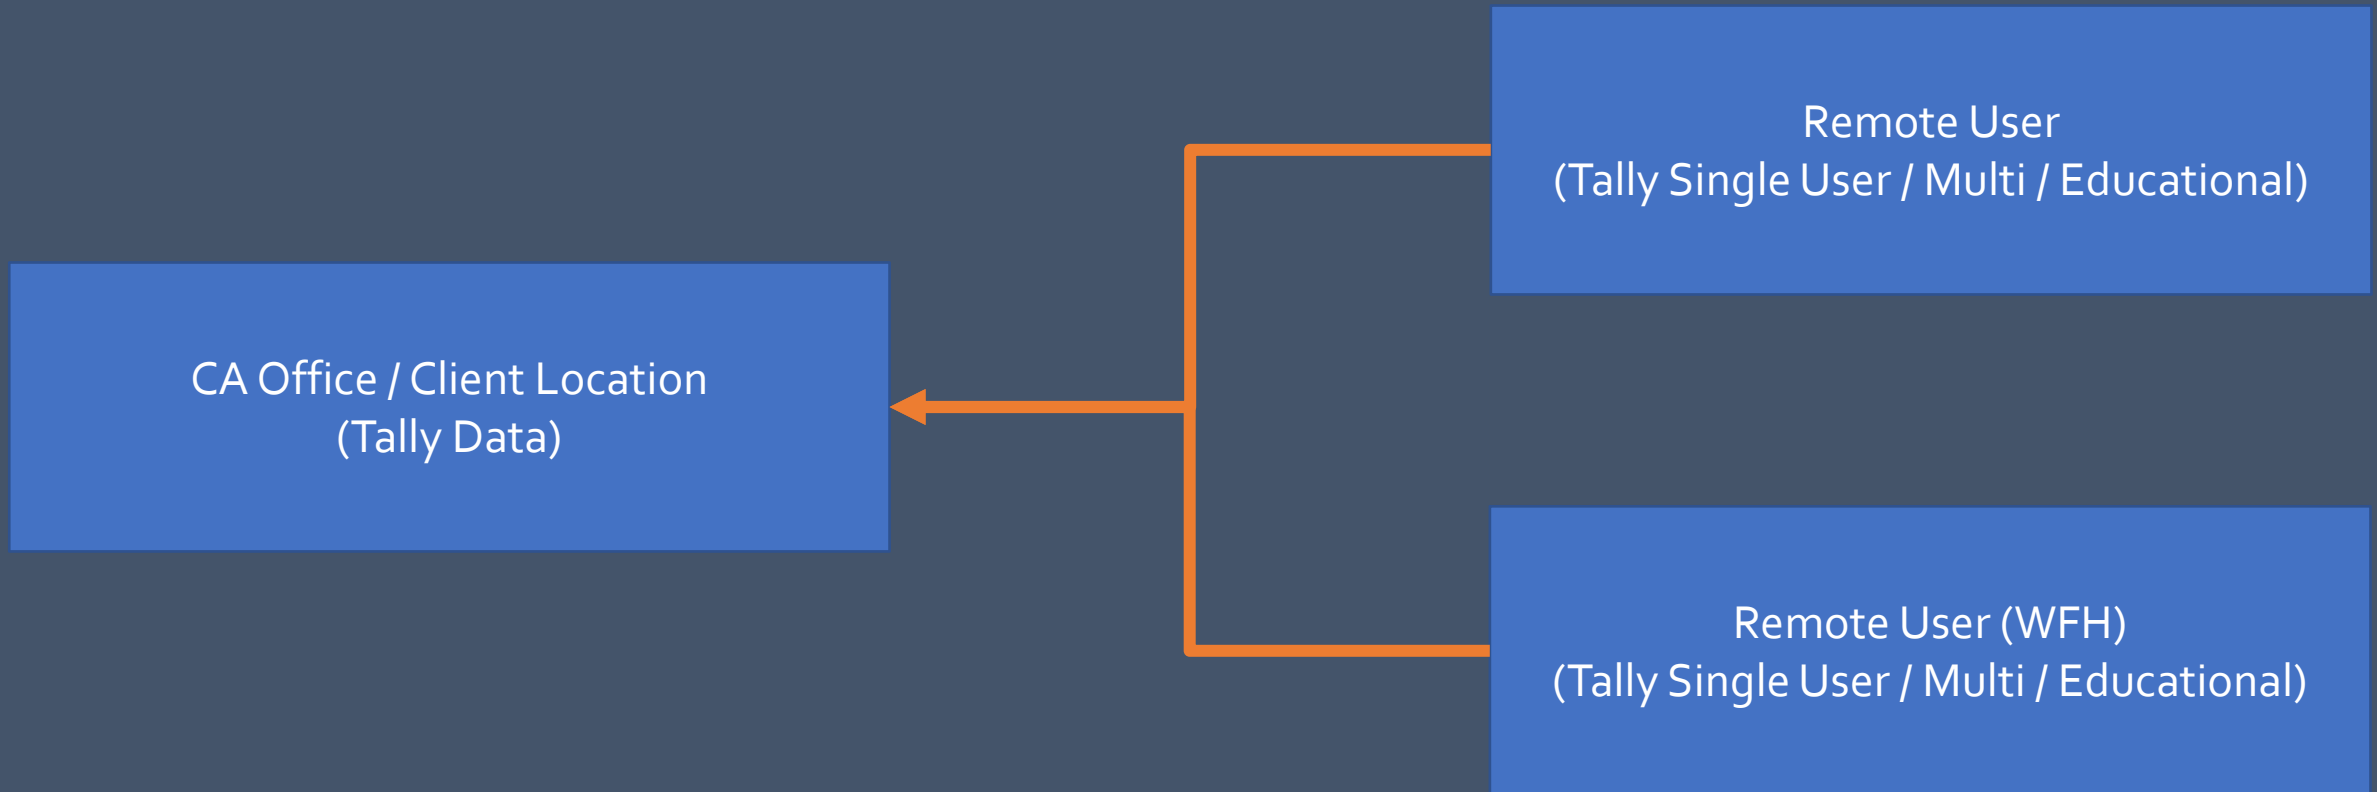 Remote User
(Tally Single User / Multi / Educational)
CA Office / Client Location
(Tally Data)
Remote User (WFH)
(Tally Single User / Multi / Educational)